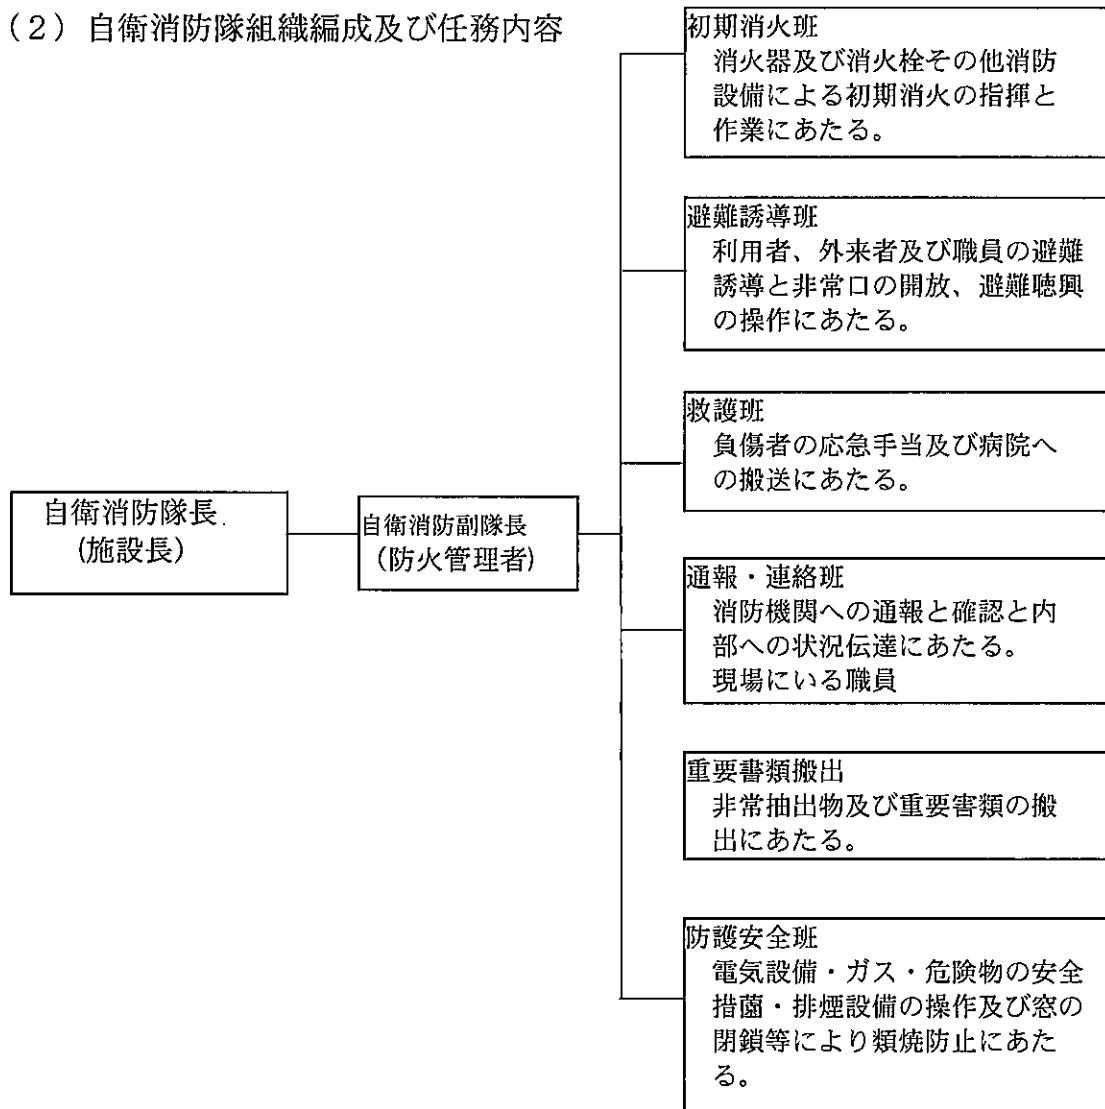 (2) 自衛消防隊組織編成及び任務内容
初期消火班
消火器及び消火栓その他消防
設備による初期消火の指揮と
作業にあたる。
避難誘導班
利用者、外来者及び職員の避難
誘導と非常口の開放、避難聴興
の操作にあたる。
救護班
負傷者の応急手当及び病院へ
の搬送にあたる。
自衛消防隊長
(施設長)
自衛消防副隊長
(防火管理者)
通報・連絡班
消防機関への通報と確認と内
部への状況伝達にあたる。
現場にいる職員
重要書類搬出
非常抽出物及び重要害類の搬
出にあたる。
防護安全班
電気設備・ガス・危険物の安全
措菌・排煙設備の操作及び窓の
閉鎖等により類焼防止にあた
る。